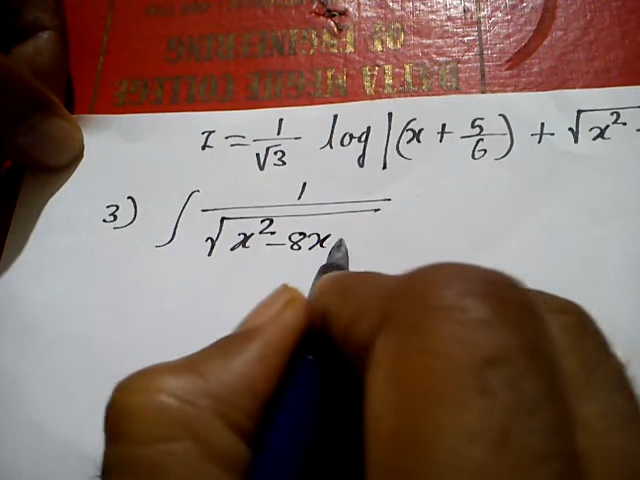 DATTA MEGHE COLLEGE
OF ENGINEERING
I = 1/√3 log |(x + 5/6) + √x²
3) ∫ 1/√x² - 8x